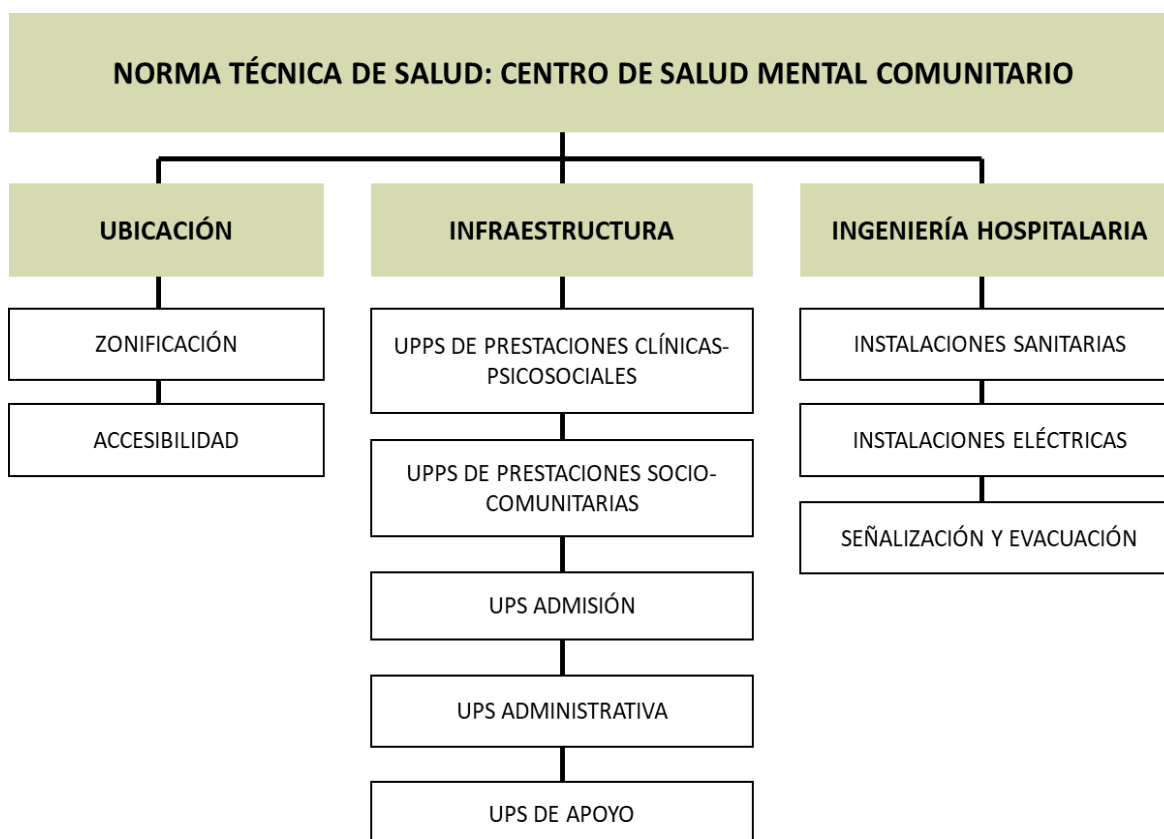 NORMA TÉCNICA DE SALUD: CENTRO DE SALUD MENTAL COMUNITARIO
UBICACIÓN
ZONIFICACIÓN
ACCESIBILIDAD
INFRAESTRUCTURA
UPPS DE PRESTACIONES CLÍNICAS-
PSICOSOCIALES
UPPS DE PRESTACIONES SOCIO-
COMUNITARIAS
UPS ADMISIÓN
UPS ADMINISTRATIVA
UPS DE APOYO
INGENIERÍA HOSPITALARIA
INSTALACIONES SANITARIAS
INSTALACIONES ELÉCTRICAS
SEÑALIZACIÓN Y EVACUACIÓN